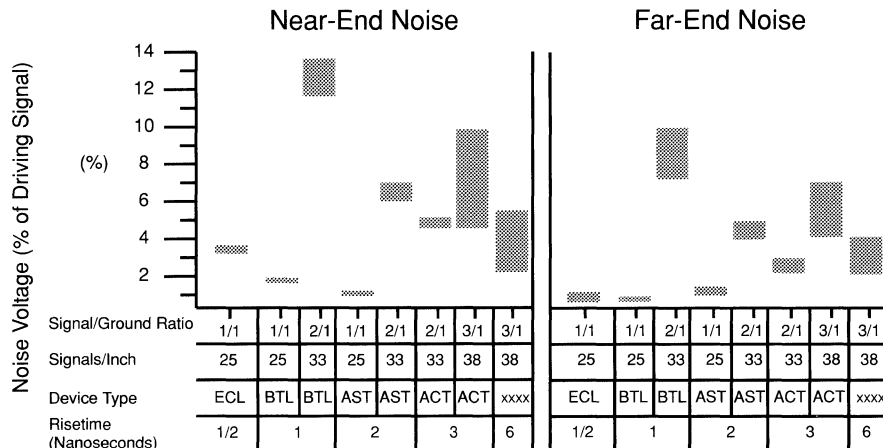 Near-End Noise Far-End Noise
Noise Voltage (% of Driving Signal)
(%)
14
12
10
8
6
4
2
Signal/Ground Ratio 1/1 1/1 2/1 1/1 2/1 2/1 3/1 3/1 1/1 1/1 2/1 1/1 2/1 2/1 3/1 3/1
Signals/Inch 25 25 33 25 33 33 38 38 25 25 33 25 33 33 38 38
Device Type ECL BTL BTL AST AST ACT ACT xxxx ECL BTL BTL AST AST ACT ACT xxxx
Risetime 1/2 1 2 3 6 1/2 1 2 3 6
(Nanoseconds)